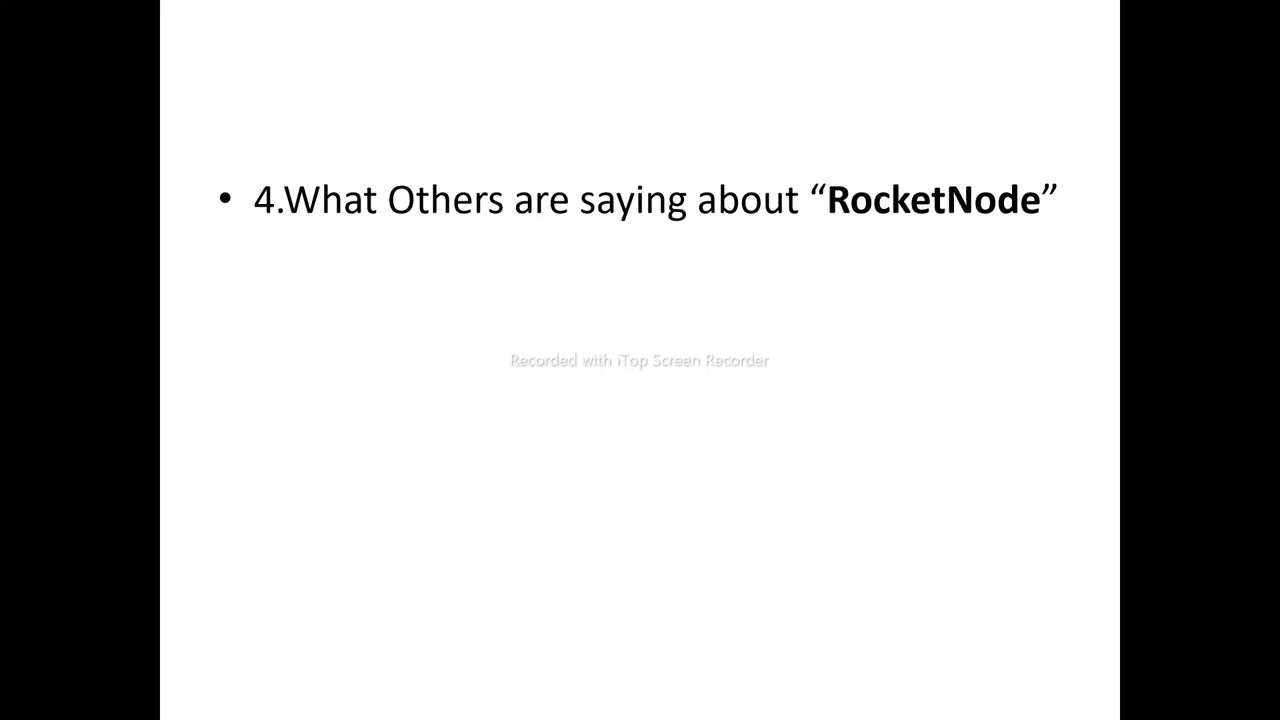 • 4.What Others are saying about “RocketNode”
Recorded with iTop Screen Recorder